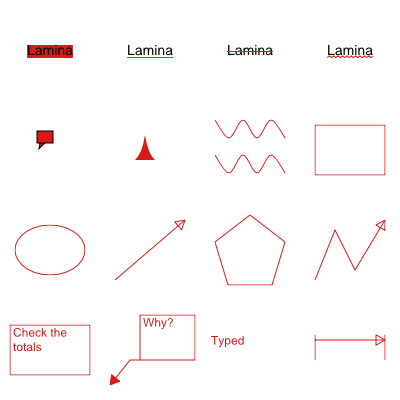 Lamina
Lamina
Lamina
Lamina
Check the
totals
Why?
Typed